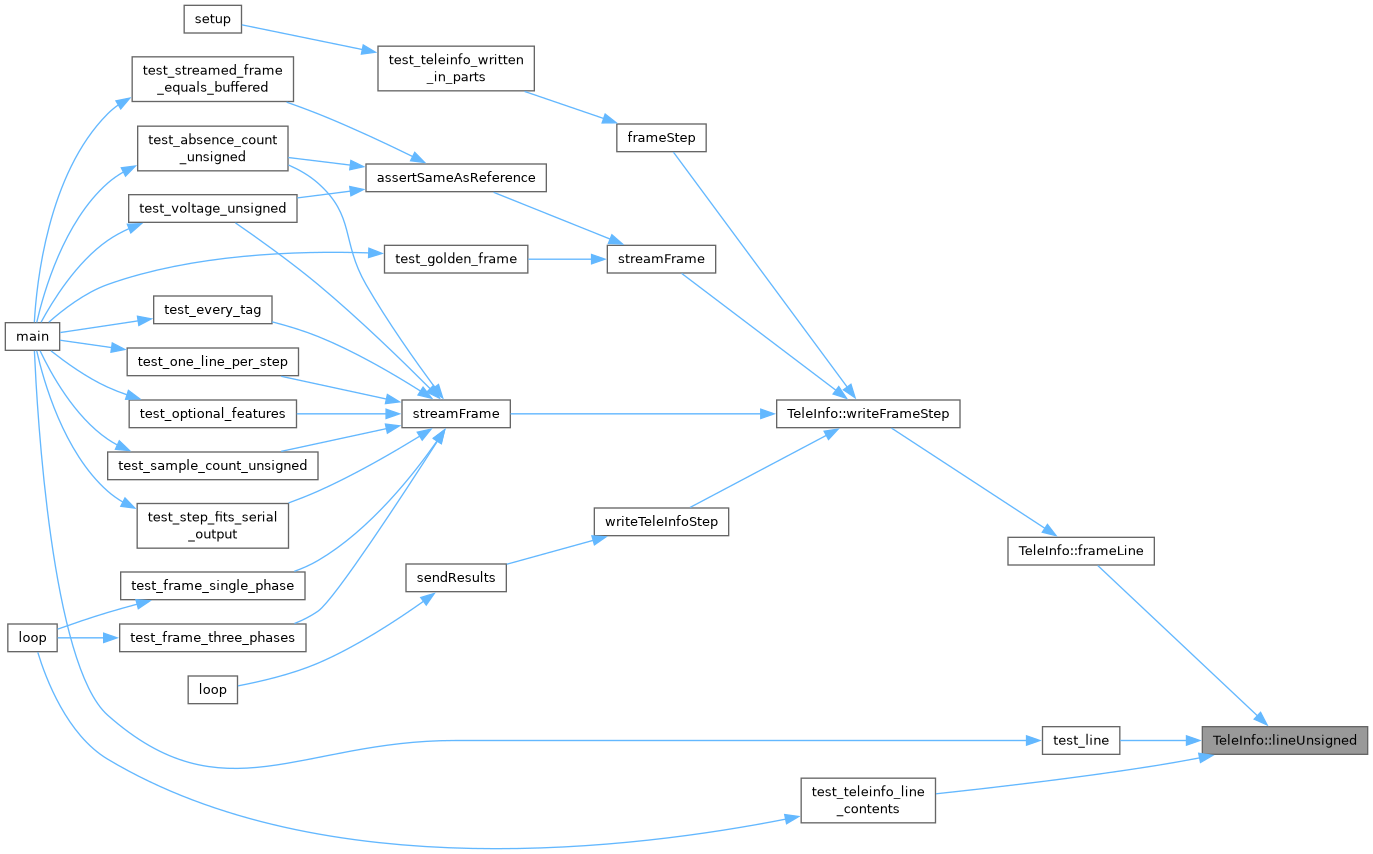 setup
test_teleinfo_written
_in_parts
test_streamed_frame
_equals_buffered
frameStep
test_absence_count
_unsigned
assertSameAsReference
test_voltage_unsigned
test_golden_frame
streamFrame
test_every_tag
main
test_one_line_per_step
test_optional_features
streamFrame
TeleInfo::writeFrameStep
test_sample_count_unsigned
test_step_fits_serial
_output
writeTeleInfoStep
TeleInfo::frameLine
sendResults
test_frame_single_phase
loop
test_frame_three_phases
loop
test_line
TeleInfo::lineUnsigned
test_teleinfo_line
_contents